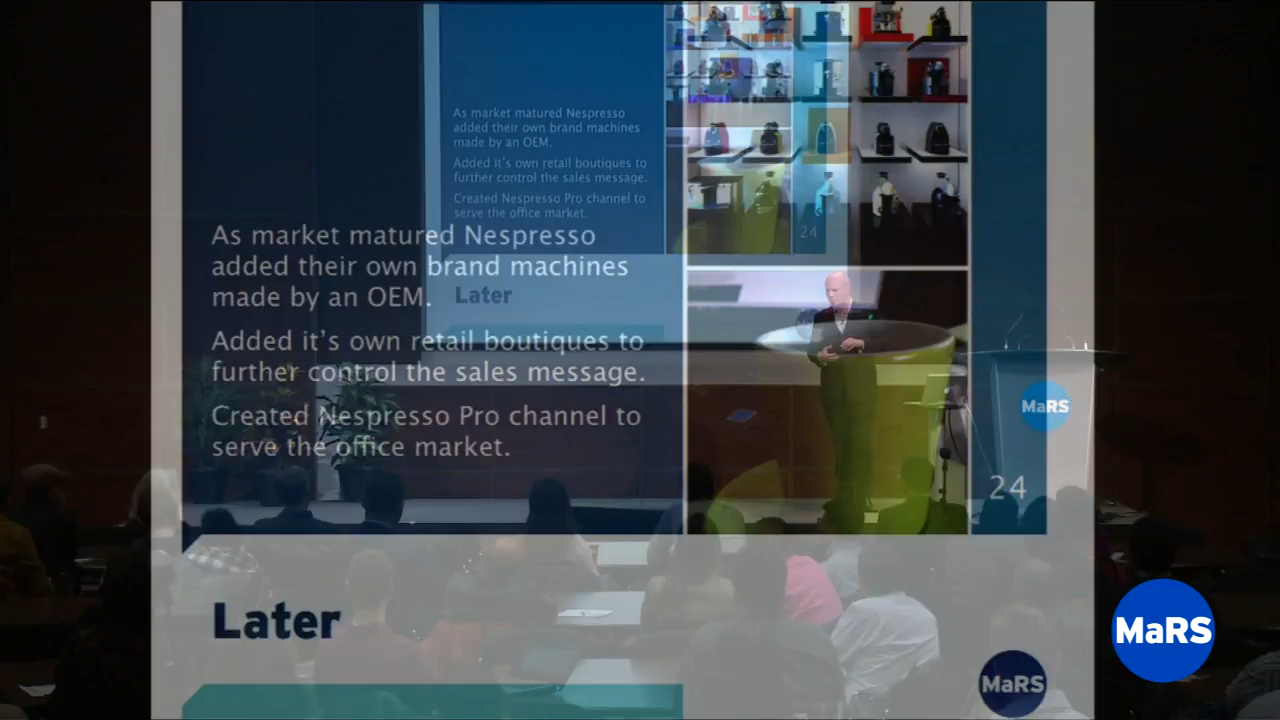 As market matured Nespresso
added their own brand machines
made by an OEM.
Added it's own retail boutiques to
further control the sales message.
Created Nespresso Pro channel to
serve the office market.
24
Later
As market matured Nespresso
added their own brand machines
made by an OEM.
Added it's own retail boutiques to
further control the sales message.
Created Nespresso Pro channel to
serve the office market.
24
Later
MaRS
MaRS
MaRS